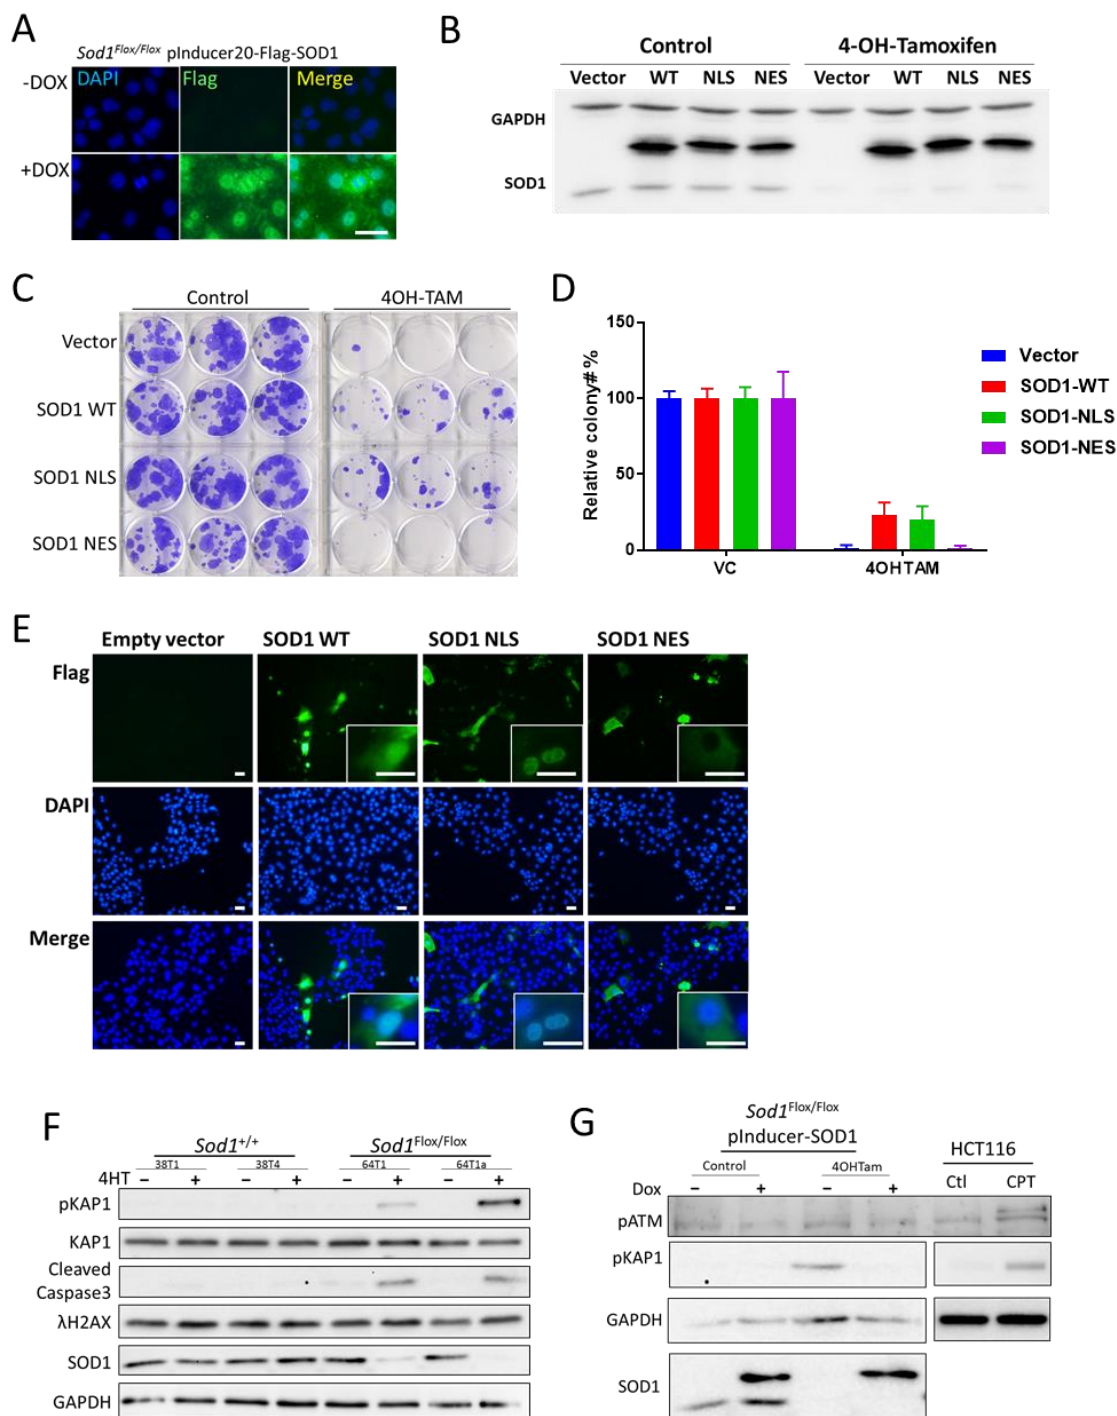 A
Sod1Flox/Flox pInducer20-Flag-SOD1
DAPI Flag Merge
-DOX
+DOX
B
Control 4-OH-Tamoxifen
Vector WT NLS NES Vector WT NLS NES
GAPDH
SOD1
C
Control 4OH-TAM
Vector
SOD1 WT
SOD1 NLS
SOD1 NES
D
Relative colony# %
150
100
50
0
VC 4OHTAM
Vector
SOD1-WT
SOD1-NLS
SOD1-NES
E
Empty vector SOD1 WT SOD1 NLS SOD1 NES
Flag
DAPI
Merge
F
Sod1+/+ Sod1Flox/Flox
38T1 38T4 64T1 64T1a
4HT − + − + − + − +
pKAP1
KAP1
Cleaved
Caspase3
λH2AX
SOD1
GAPDH
G
Sod1Flox/Flox
pInducer-SOD1
HCT116
Control 4OHTam
Ctl CPT
Dox − + − +
pATM
pKAP1
GAPDH
SOD1